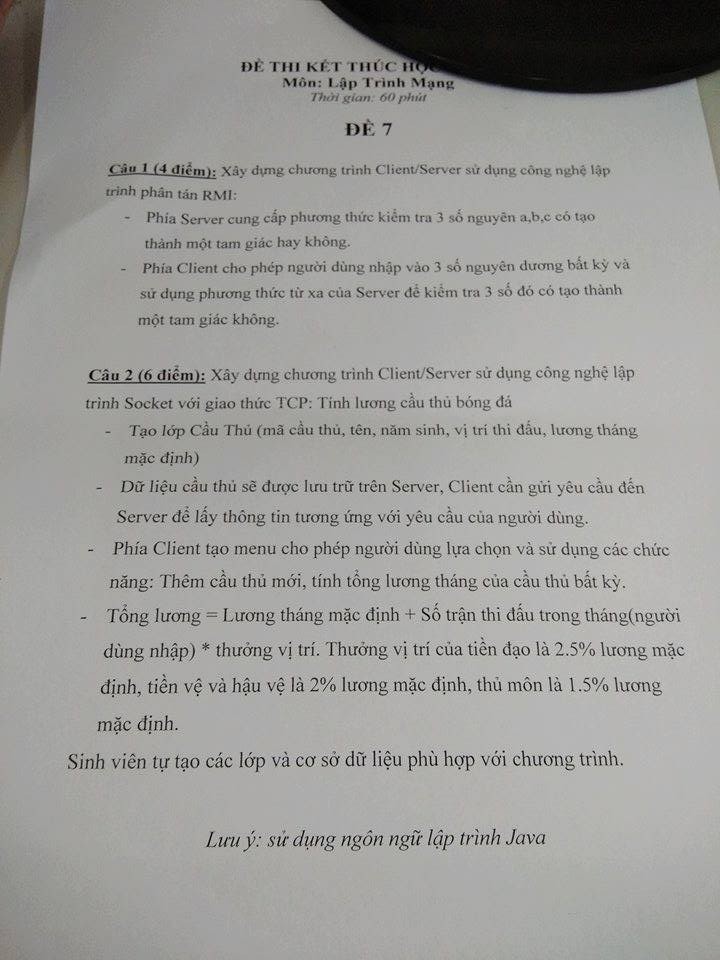 ĐỀ THI KẾT THÚC HỌC
Môn: Lập Trình Mạng
Thời gian: 60 phút
ĐỀ 7
Câu 1 (4 điểm): Xây dựng chương trình Client/Server sử dụng công nghệ lập
trình phân tán RMI:
- Phía Server cung cấp phương thức kiểm tra 3 số nguyên a,b,c có tạo
thành một tam giác hay không.
- Phía Client cho phép người dùng nhập vào 3 số nguyên dương bất kỳ và
sử dụng phương thức từ xa của Server để kiểm tra 3 số đó có tạo thành
một tam giác không.
Câu 2 (6 điểm): Xây dựng chương trình Client/Server sử dụng công nghệ lập
trình Socket với giao thức TCP: Tính lương cầu thủ bóng đá
- Tạo lớp Cầu Thủ (mã cầu thủ, tên, năm sinh, vị trí thi đấu, lương tháng
mặc định)
- Dữ liệu cầu thủ sẽ được lưu trữ trên Server, Client cần gửi yêu cầu đến
Server để lấy thông tin tương ứng với yêu cầu của người dùng.
- Phía Client tạo menu cho phép người dùng lựa chọn và sử dụng các chức
năng: Thêm cầu thủ mới, tính tổng lương tháng của cầu thủ bất kỳ.
- Tổng lương = Lương tháng mặc định + Số trận thi đấu trong tháng(người
dùng nhập) * thưởng vị trí. Thưởng vị trí của tiền đạo là 2.5% lương mặc
định, tiền vệ và hậu vệ là 2% lương mặc định, thủ môn là 1.5% lương
mặc định.
Sinh viên tự tạo các lớp và cơ sở dữ liệu phù hợp với chương trình.
Lưu ý: sử dụng ngôn ngữ lập trình Java